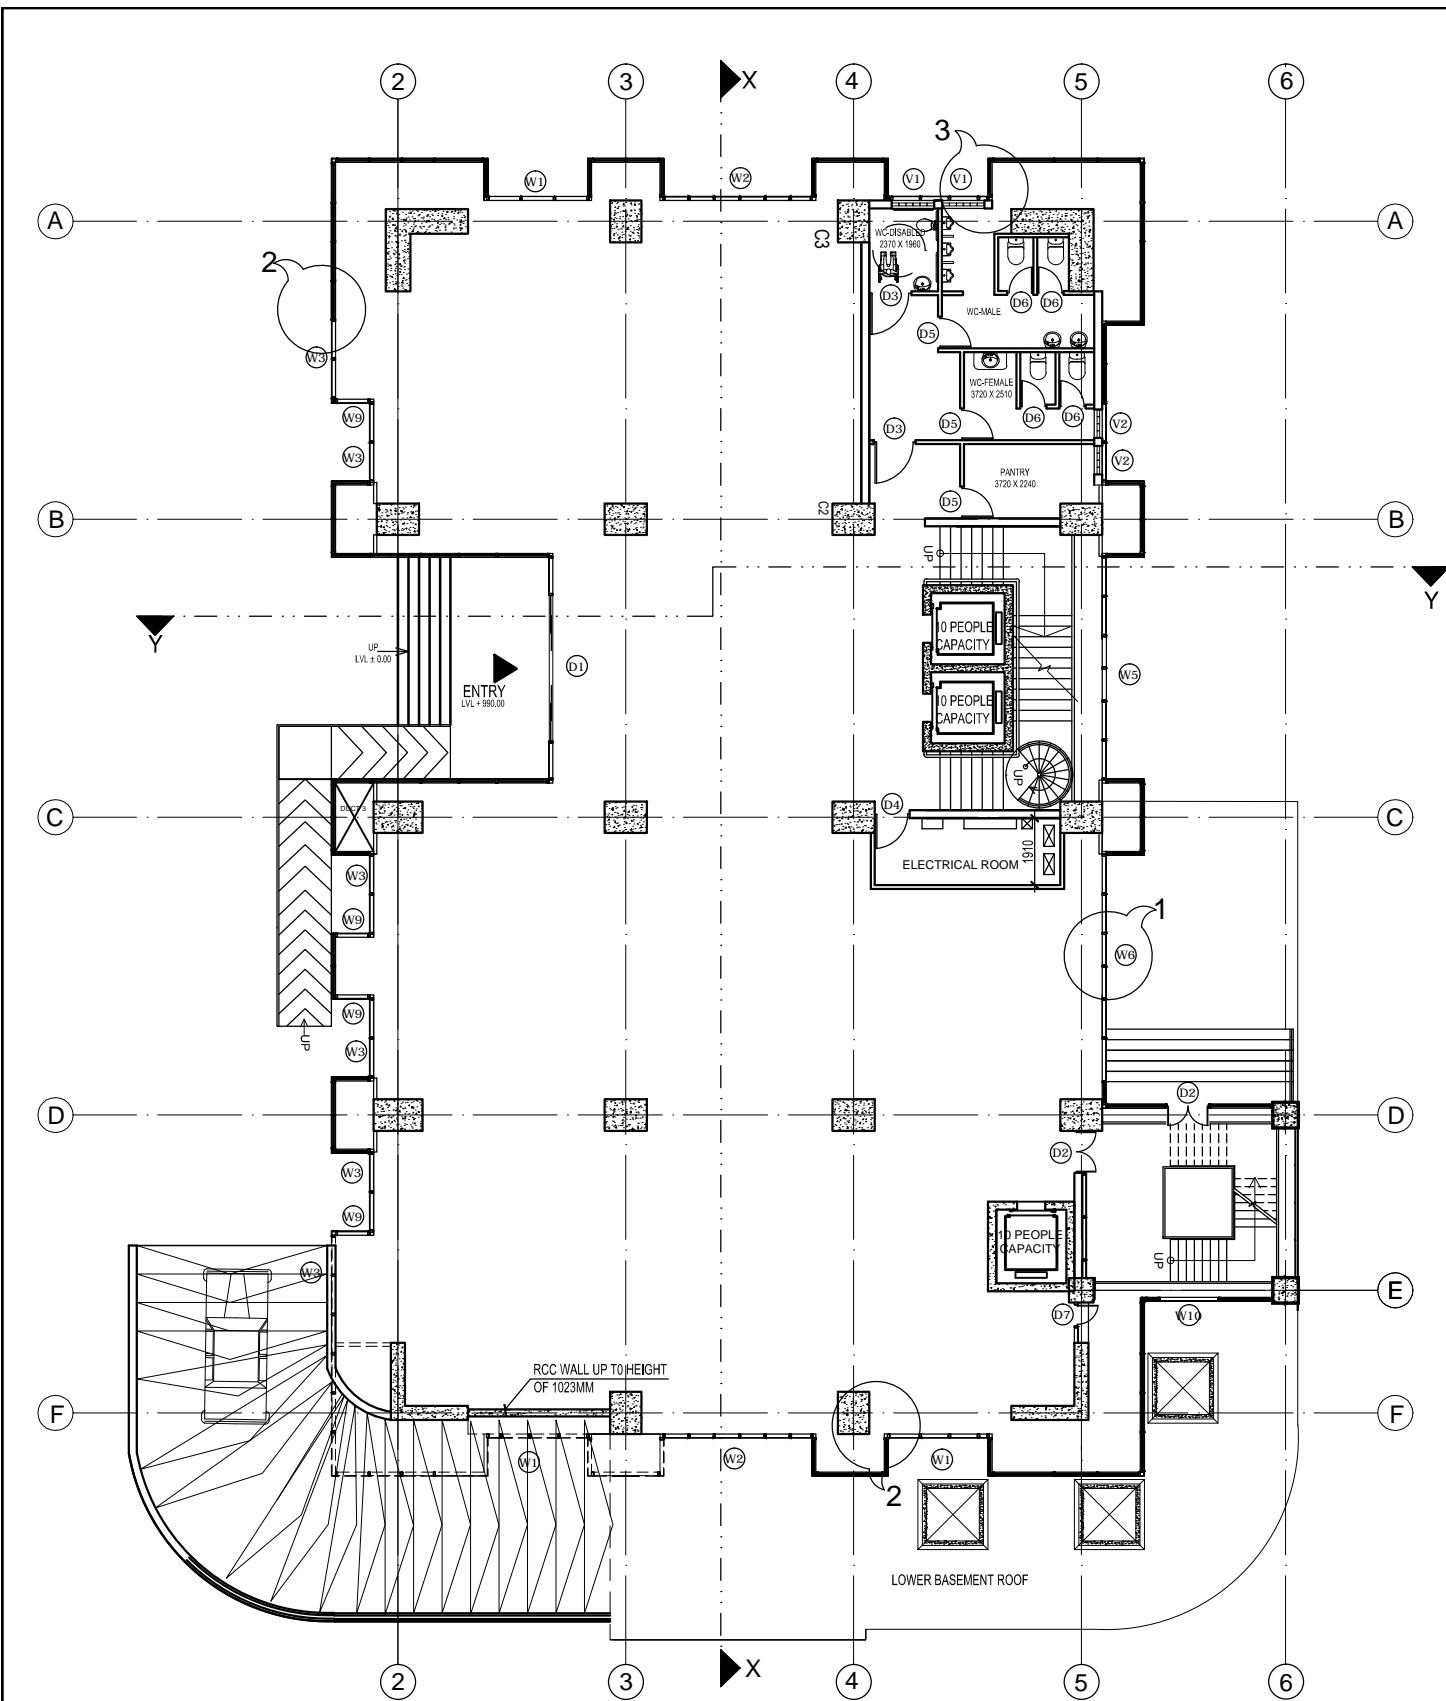 2
3
4
5
6
X
3
W1
W2
V1
V1
A
A
C3
WC-DISABLED
2370 X 1960
2
D3
D6
D6
WC-MALE
D5
W3
WC-FEMALE
3720 X 2510
W9
D3
D5
D6
D6
V2
W3
V2
PANTRY
3720 X 2240
D5
C2
B
B
UP
Y
Y
10 PEOPLE
CAPACITY
UP
LVL ± 0.00
D1
W5
ENTRY
LVL + 990.00
10 PEOPLE
CAPACITY
UP
DUCT 3
D4
C
C
ELECTRICAL ROOM
1910
W3
W9
1
W6
W9
UP
W3
D2
D
D
D2
W3
W9
10 PEOPLE
CAPACITY
UP
W3
E
E
D7
W10
RCC WALL UP TO HEIGHT
OF 1023MM
F
F
W1
W2
W1
2
LOWER BASEMENT ROOF
X
2
3
4
5
6